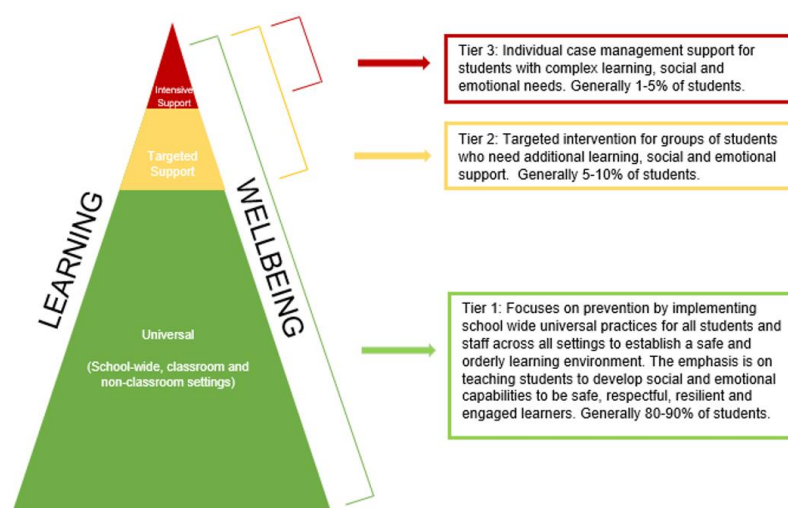 Intensive
Support
Targeted
Support
LEARNING
WELLBEING
Universal
(School-wide, classroom and
non-classroom settings)
Tier 3: Individual case management support for
students with complex learning, social and
emotional needs. Generally 1-5% of students.
Tier 2: Targeted intervention for groups of students
who need additional learning, social and emotional
support.  Generally 5-10% of students.
Tier 1: Focuses on prevention by implementing
school wide universal practices for all students and
staff across all settings to establish a safe and
orderly learning environment. The emphasis is on
teaching students to develop social and emotional
capabilities to be safe, respectful, resilient and
engaged learners. Generally 80-90% of students.